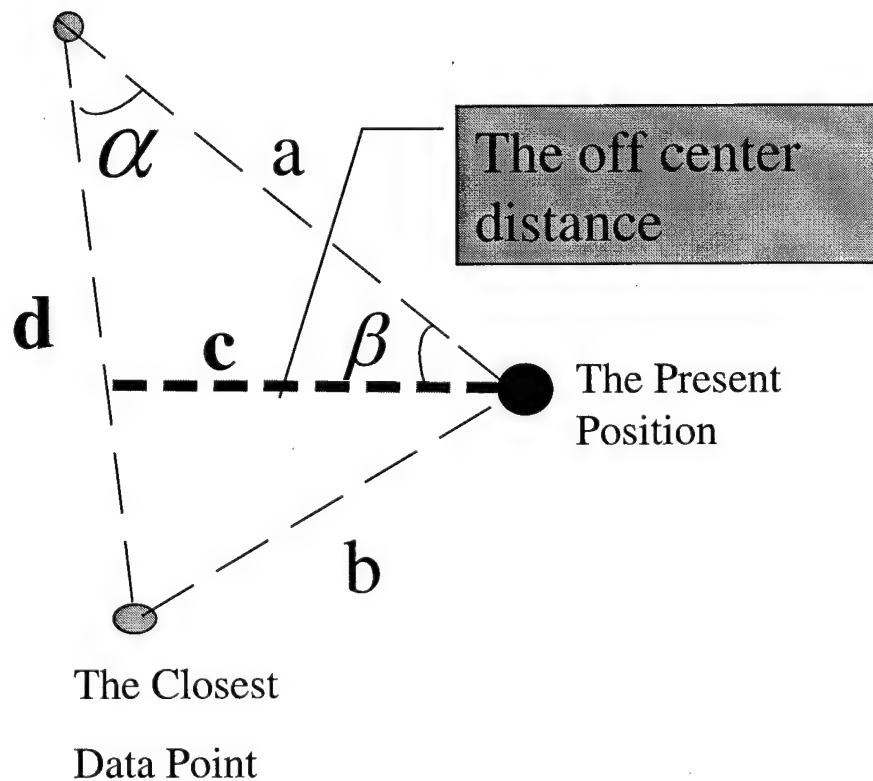 α
a
The off center
distance
d
c
β
The Present
Position
b
The Closest
Data Point